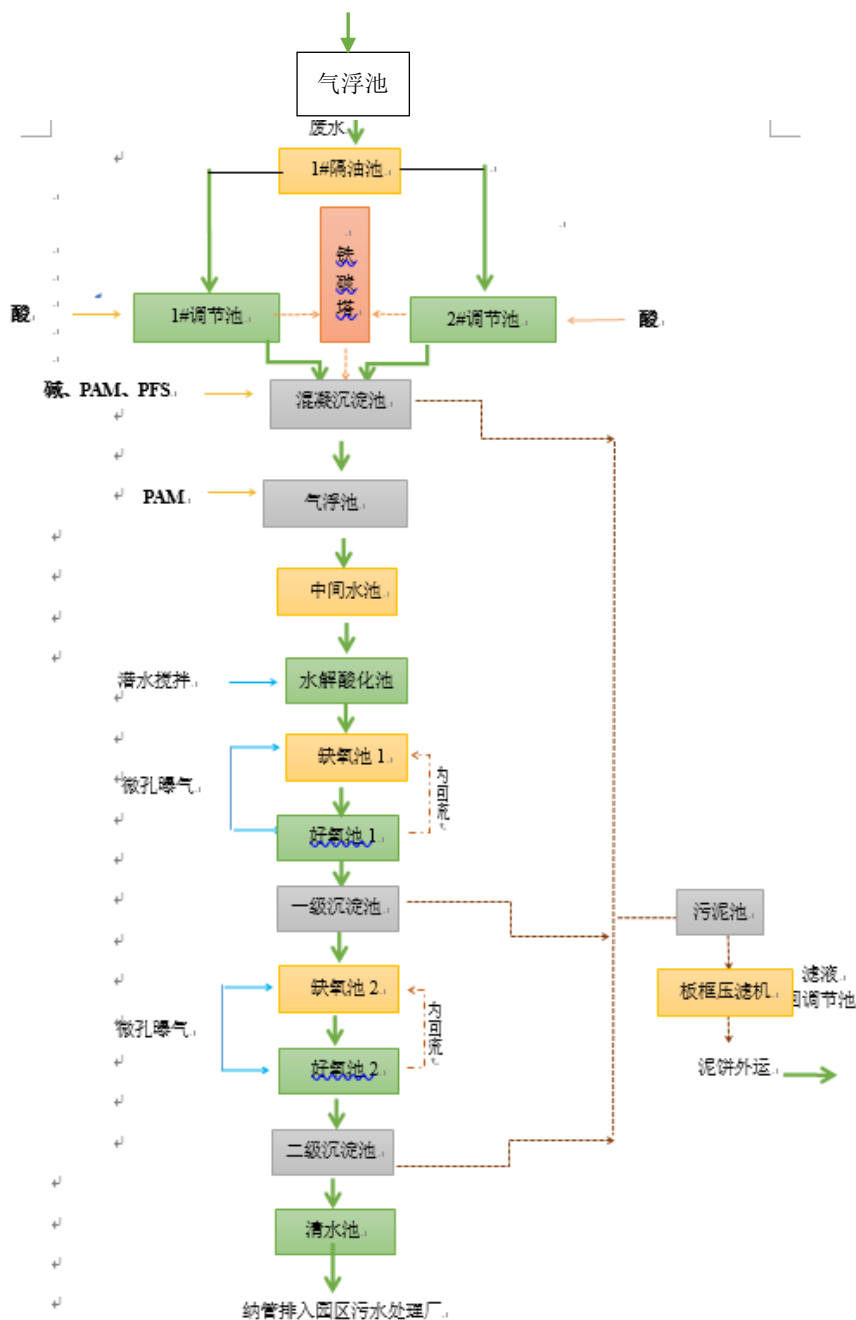 气浮池
废水
1#隔油池
铁
碳
塔
酸
1#调节池
2#调节池
酸
碱、PAM、PFS
混凝沉淀池
PAM
气浮池
中间水池
潜水搅拌
水解酸化池
缺氧池 1
微孔曝气
内回流
好氧池 1
一级沉淀池
污泥池
缺氧池 2
板框压滤机
滤液
回调节池
微孔曝气
内回流
好氧池 2
泥饼外运
二级沉淀池
清水池
纳管排入园区污水处理厂